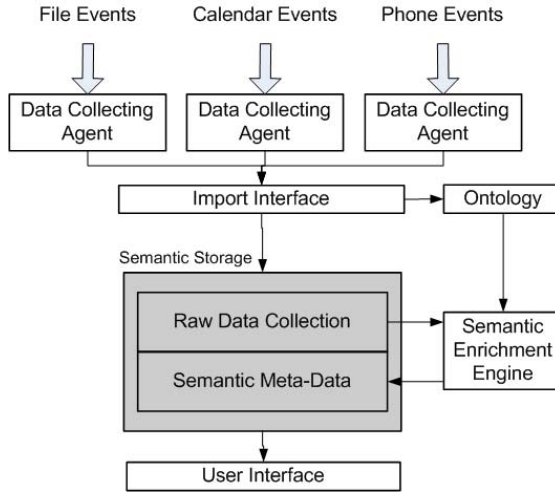 File Events
Calendar Events
Phone Events
Data Collecting
Agent
Data Collecting
Agent
Data Collecting
Agent
Import Interface
Ontology
Semantic Storage
Raw Data Collection
Semantic Meta-Data
Semantic
Enrichment
Engine
User Interface